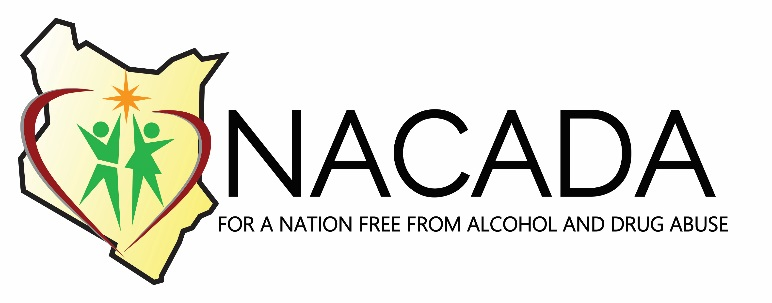 NACADA
FOR A NATION FREE FROM ALCOHOL AND DRUG ABUSE